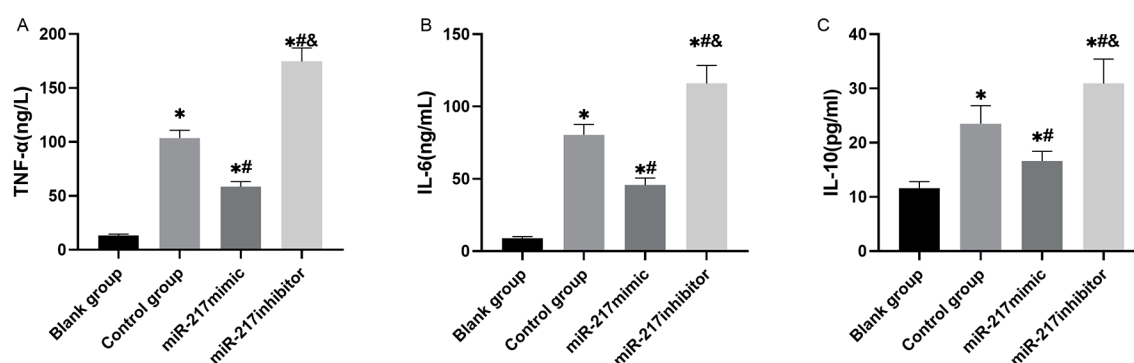 A
TNF-α(ng/L)
200
150
100
50
0
*
*#
*#&
Blank group
Control group
miR-217mimic
miR-217inhibitor
B
IL-6(ng/mL)
150
100
50
0
*
*#
*#&
Blank group
Control group
miR-217mimic
miR-217inhibitor
C
IL-10(pg/ml)
40
30
20
10
0
*
*#
*#&
Blank group
Control group
miR-217mimic
miR-217inhibitor